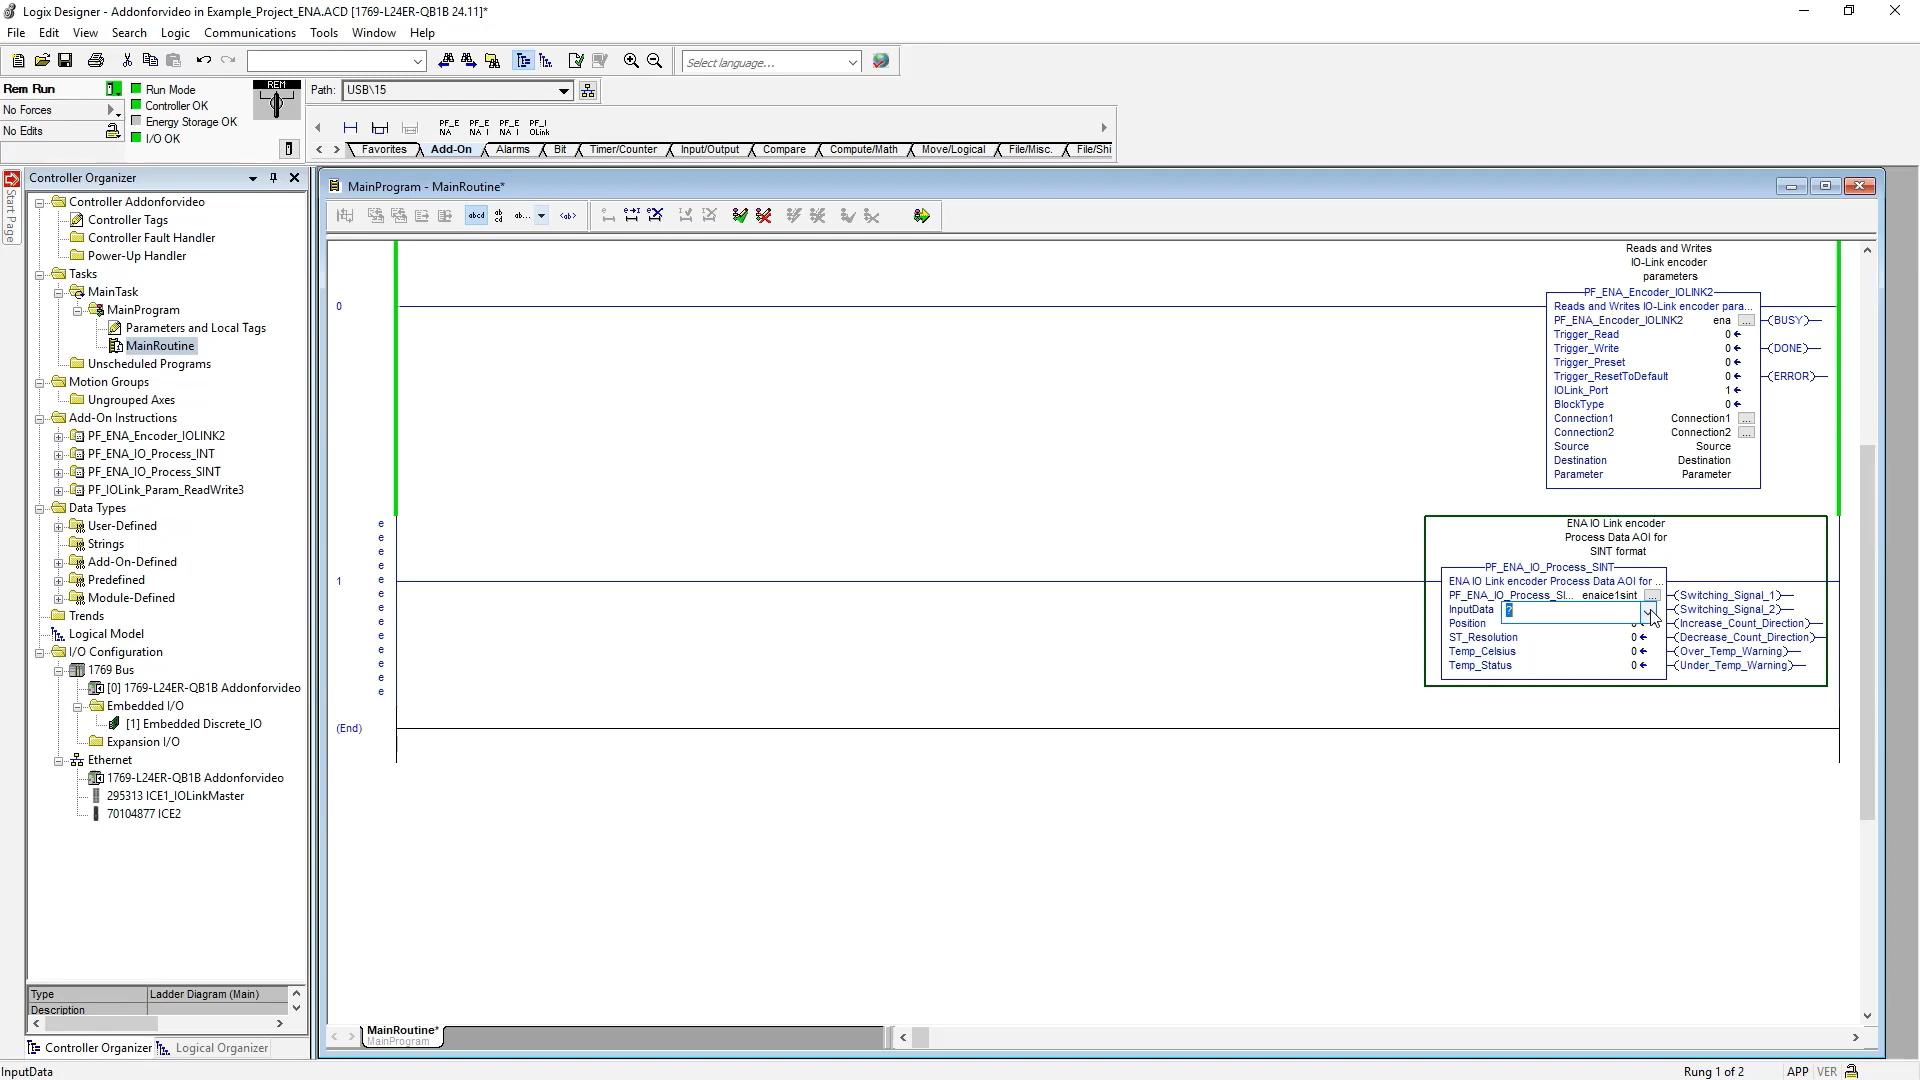 Logix Designer - Addonforvideo in Example_Project_ENA.ACD [1769-L24ER-QB1B 24.11]*
File Edit View Search Logic Communications Tools Window Help
Select language...
Rem Run
No Forces
No Edits
Run Mode
Controller OK
Energy Storage OK
I/O OK
REM
Path: USB\15
PF_E NA PF_E NA_I PF_E NA_I PF_I OLink
Favorites Add-On Alarms Bit Timer/Counter Input/Output Compare Compute/Math Move/Logical File/Misc. File/Shi
Start Page
Controller Organizer
Controller Addonforvideo
Controller Tags
Controller Fault Handler
Power-Up Handler
Tasks
MainTask
MainProgram
Parameters and Local Tags
MainRoutine
Unscheduled Programs
Motion Groups
Ungrouped Axes
Add-On Instructions
PF_ENA_Encoder_IOLINK2
PF_ENA_IO_Process_INT
PF_ENA_IO_Process_SINT
PF_IOLink_Param_ReadWrite3
Data Types
User-Defined
Strings
Add-On-Defined
Predefined
Module-Defined
Trends
Logical Model
I/O Configuration
1769 Bus
[0] 1769-L24ER-QB1B Addonforvideo
Embedded I/O
[1] Embedded Discrete_IO
Expansion I/O
Ethernet
1769-L24ER-QB1B Addonforvideo
295313 ICE1_IOLinkMaster
70104877 ICE2
Type Ladder Diagram (Main)
Description
Controller Organizer Logical Organizer
MainProgram - MainRoutine*
abcd ab cd ab... <ab>
Reads and Writes
IO-Link encoder
parameters
0
PF_ENA_Encoder_IOLINK2
Reads and Writes IO-Link encoder para...
PF_ENA_Encoder_IOLINK2 ena ... (BUSY)
Trigger_Read 0
Trigger_Write 0 (DONE)
Trigger_Preset 0
Trigger_ResetToDefault 0 (ERROR)
IOLink_Port 1
BlockType 0
Connection1 Connection1 ...
Connection2 Connection2 ...
Source Source
Destination Destination
Parameter Parameter
e
e
e
e
e
e
e
e
e
e
e
e
e
1
ENA IO Link encoder
Process Data AOI for
SINT format
PF_ENA_IO_Process_SINT
ENA IO Link encoder Process Data AOI for ...
PF_ENA_IO_Process_SI... enaice1sint ... (Switching_Signal_1)
InputData ? (Switching_Signal_2)
Position 0 (Increase_Count_Direction)
ST_Resolution 0 (Decrease_Count_Direction)
Temp_Celsius 0 (Over_Temp_Warning)
Temp_Status 0 (Under_Temp_Warning)
(End)
MainRoutine*
MainProgram
InputData Rung 1 of 2 APP VER